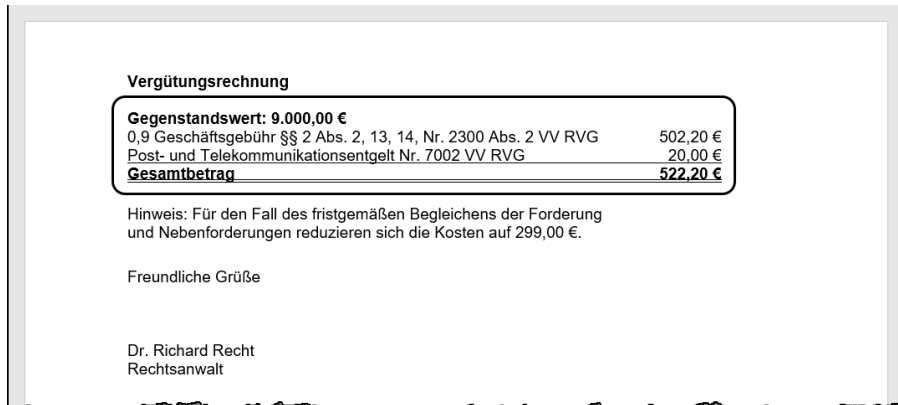 Vergütungsrechnung
Gegenstandswert: 9.000,00 €
0,9 Geschäftsgebühr §§ 2 Abs. 2, 13, 14, Nr. 2300 Abs. 2 VV RVG 502,20 €
Post- und Telekommunikationsentgelt Nr. 7002 VV RVG 20,00 €
Gesamtbetrag 522,20 €
Hinweis: Für den Fall des fristgemäßen Begleichens der Forderung
und Nebenforderungen reduzieren sich die Kosten auf 299,00 €.
Freundliche Grüße
Dr. Richard Recht
Rechtsanwalt